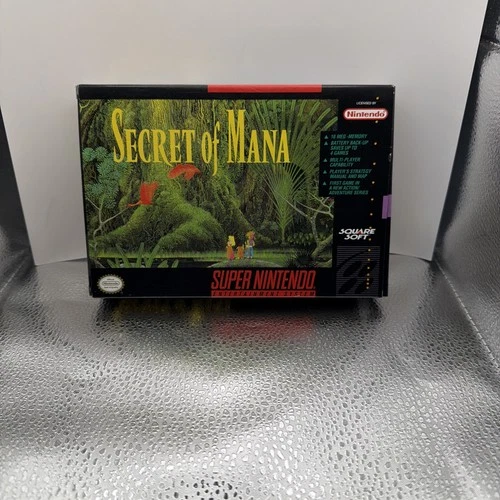 LICENSED BY
Nintendo
SECRET of MANA
16 MEG MEMORY
BATTERY BACK-UP
SAVES UP TO
4 GAMES
MULTI PLAYER
CAPABILITY
PLAYER'S STRATEGY
MANUAL AND MAP
FIRST GAME IN
A NEW ACTION/
ADVENTURE SERIES
SQUARE
SOFT
SUPER NINTENDO
ENTERTAINMENT SYSTEM